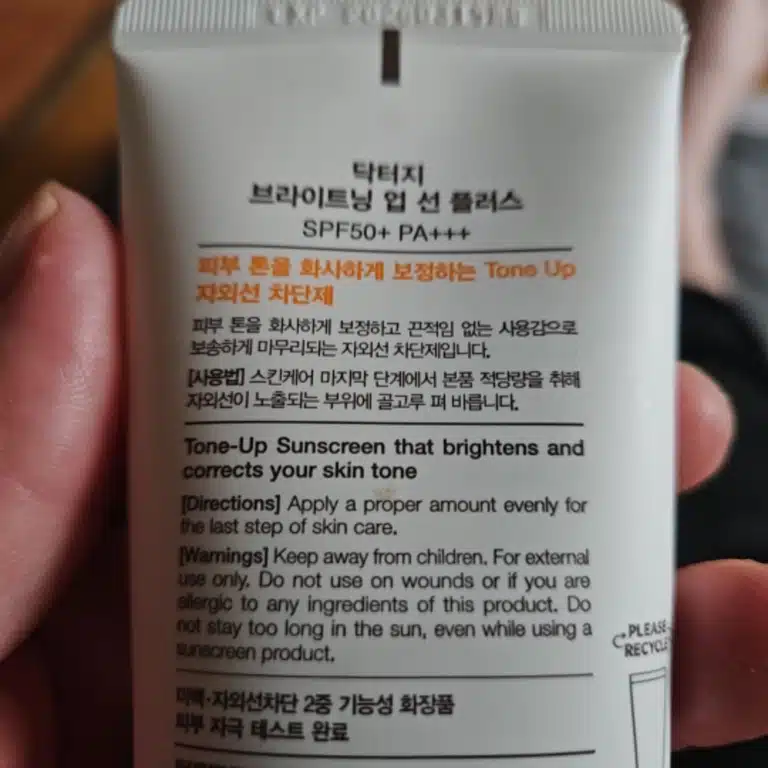 닥터지
브라이트닝 업 선 플러스
SPF50+ PA+++
피부 톤을 화사하게 보정하는 Tone Up
자외선 차단제
피부 톤을 화사하게 보정하고 끈적임 없는 사용감으로
보송하게 마무리되는 자외선 차단제입니다.
[사용법] 스킨케어 마지막 단계에서 본품 적당량을 취해
자외선이 노출되는 부위에 골고루 펴 바릅니다.
Tone-Up Sunscreen that brightens and
corrects your skin tone
[Directions] Apply a proper amount evenly for
the last step of skin care.
[Warnings] Keep away from children. For external
use only. Do not use on wounds or if you are
allergic to any ingredients of this product. Do
not stay too long in the sun, even while using a
sunscreen product.
PLEASE
RECYCLE
미백·자외선차단 2중 기능성 화장품
피부 자극 테스트 완료